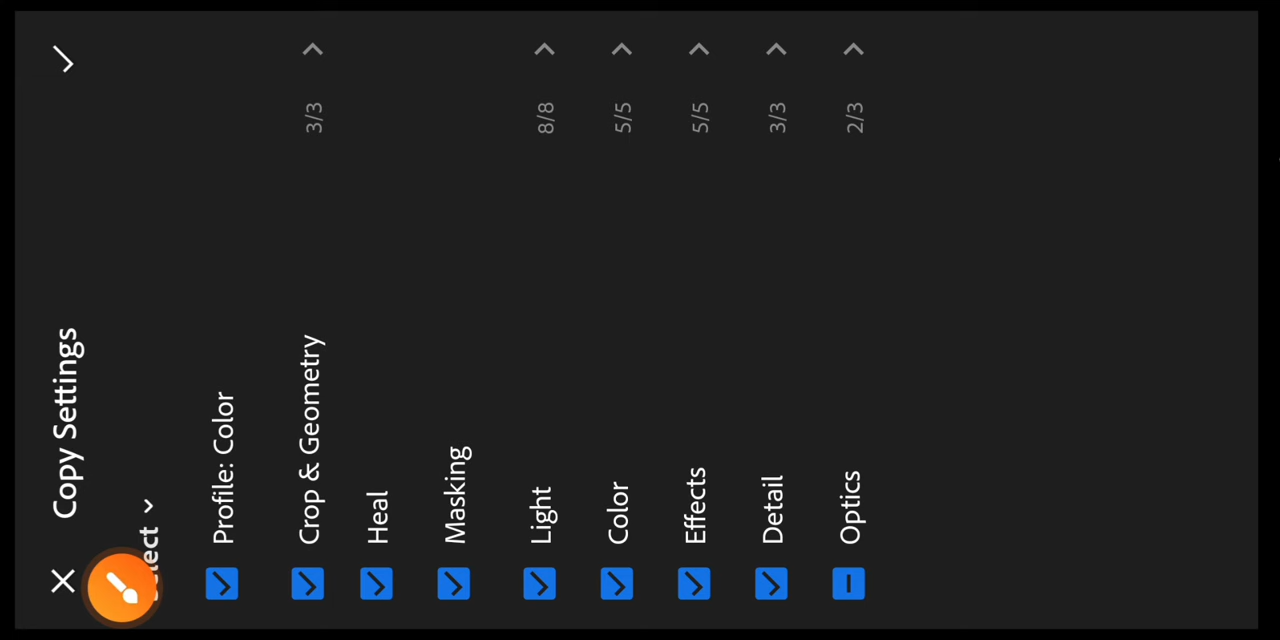 Copy Settings
Profile: Color
Crop & Geometry 3/3
Heal
Masking
Light 8/8
Color 5/5
Effects 5/5
Detail 3/3
Optics 2/3